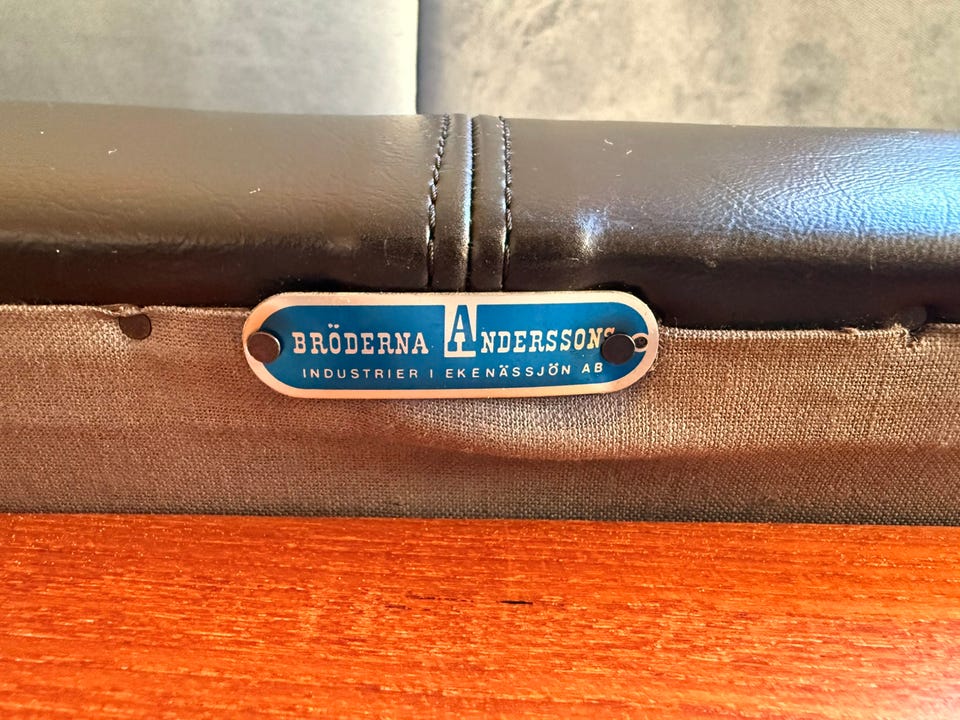 BRÖDERNA ANDERSSONS
INDUSTRIER I EKENÄSSJÖN AB